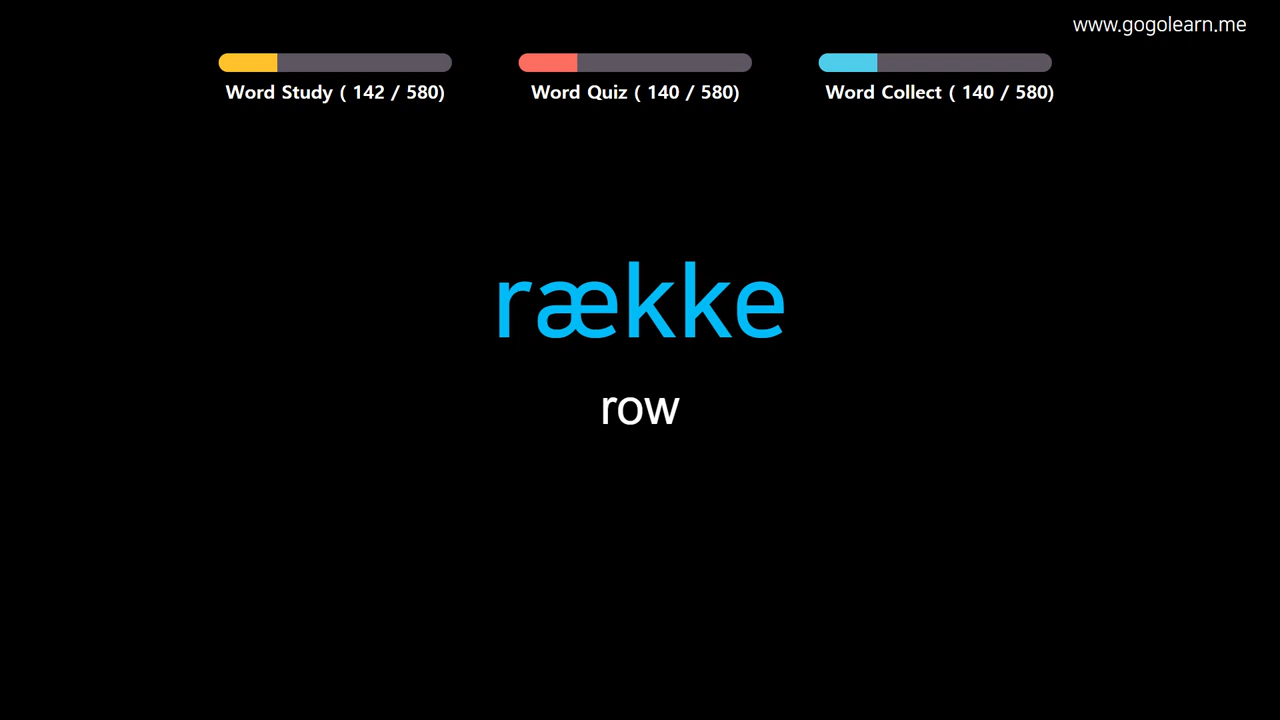 www.gogolearn.me
Word Study ( 142 / 580)
Word Quiz ( 140 / 580)
Word Collect ( 140 / 580)
række
row